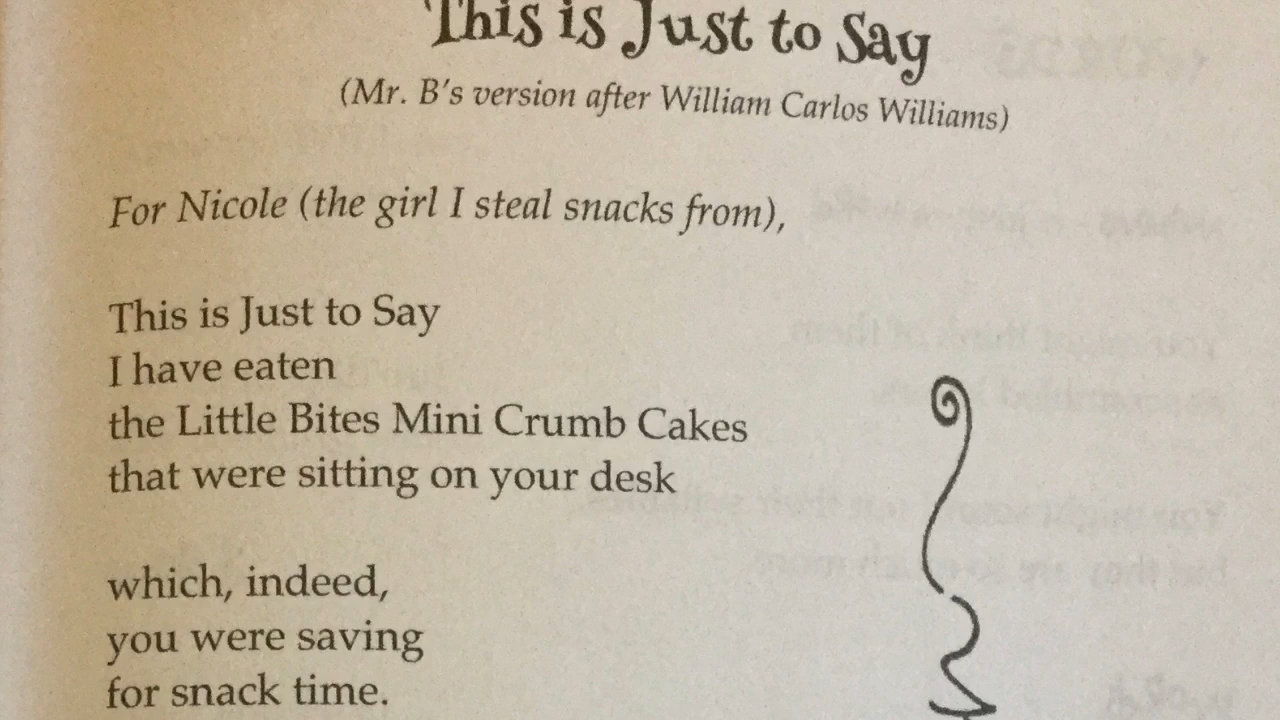 This is Just to Say
(Mr. B's version after William Carlos Williams)
For Nicole (the girl I steal snacks from),
This is Just to Say
I have eaten
the Little Bites Mini Crumb Cakes
that were sitting on your desk
which, indeed,
you were saving
for snack time.